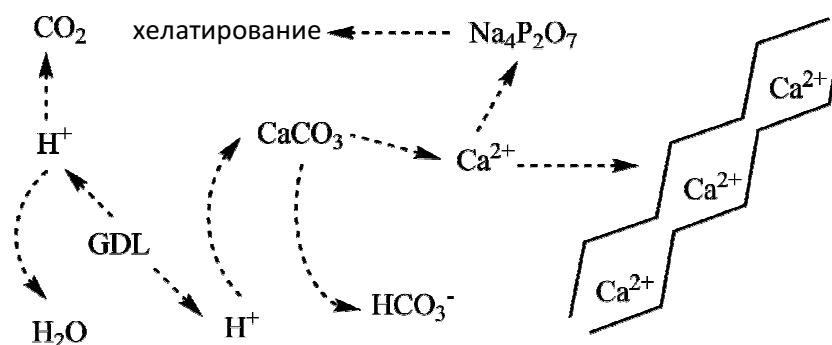 CO₂ хелатирование Na₄P₂O₇
Ca²⁺
H⁺ CaCO₃ Ca²⁺
Ca²⁺
GDL
Ca²⁺
H₂O H⁺ HCO₃⁻